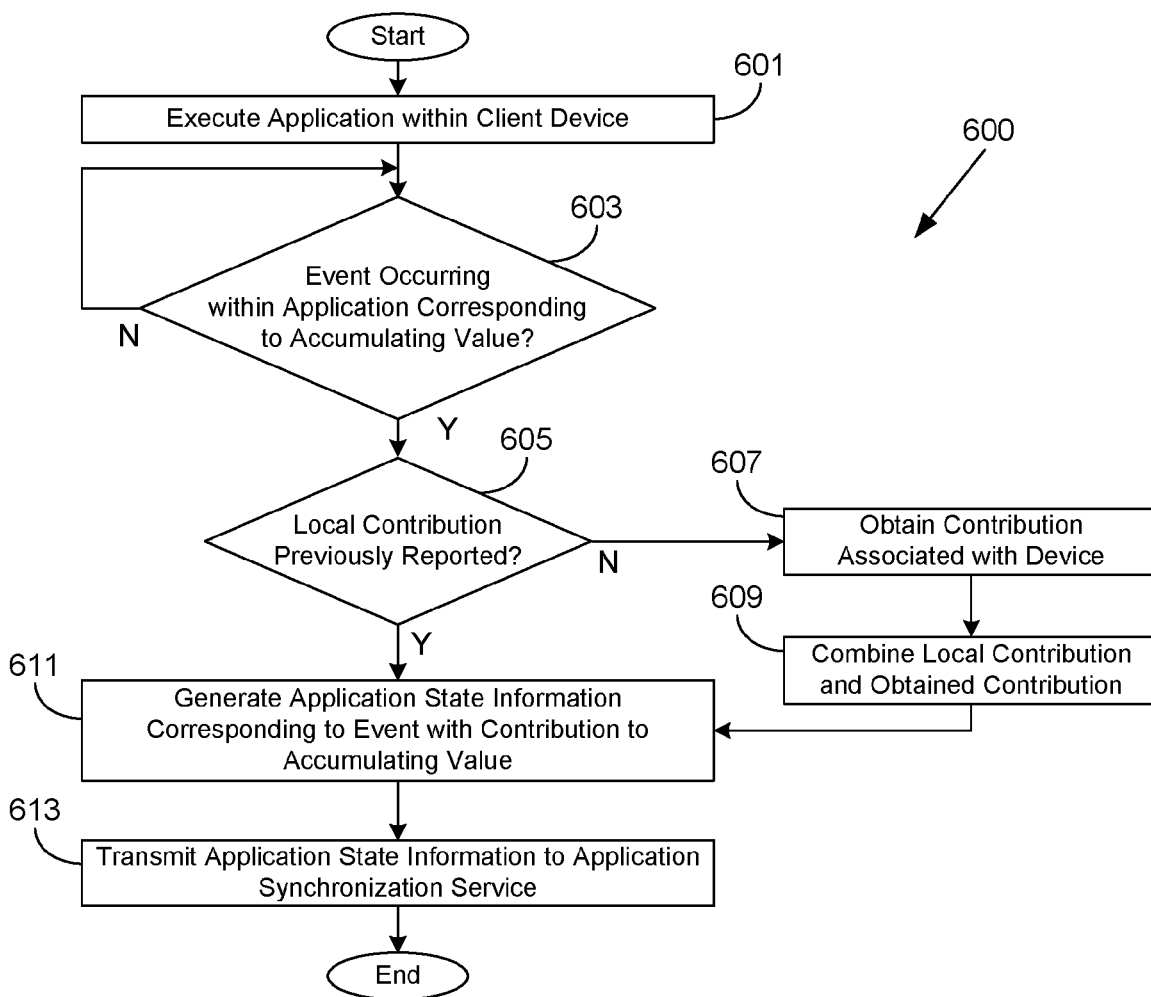 Start
601
Execute Application within Client Device
600
603
Event Occurring
within Application Corresponding
to Accumulating Value?
N
Y
605
Local Contribution
Previously Reported?
N
Y
607
Obtain Contribution
Associated with Device
609
Combine Local Contribution
and Obtained Contribution
611
Generate Application State Information
Corresponding to Event with Contribution to
Accumulating Value
613
Transmit Application State Information to Application
Synchronization Service
End